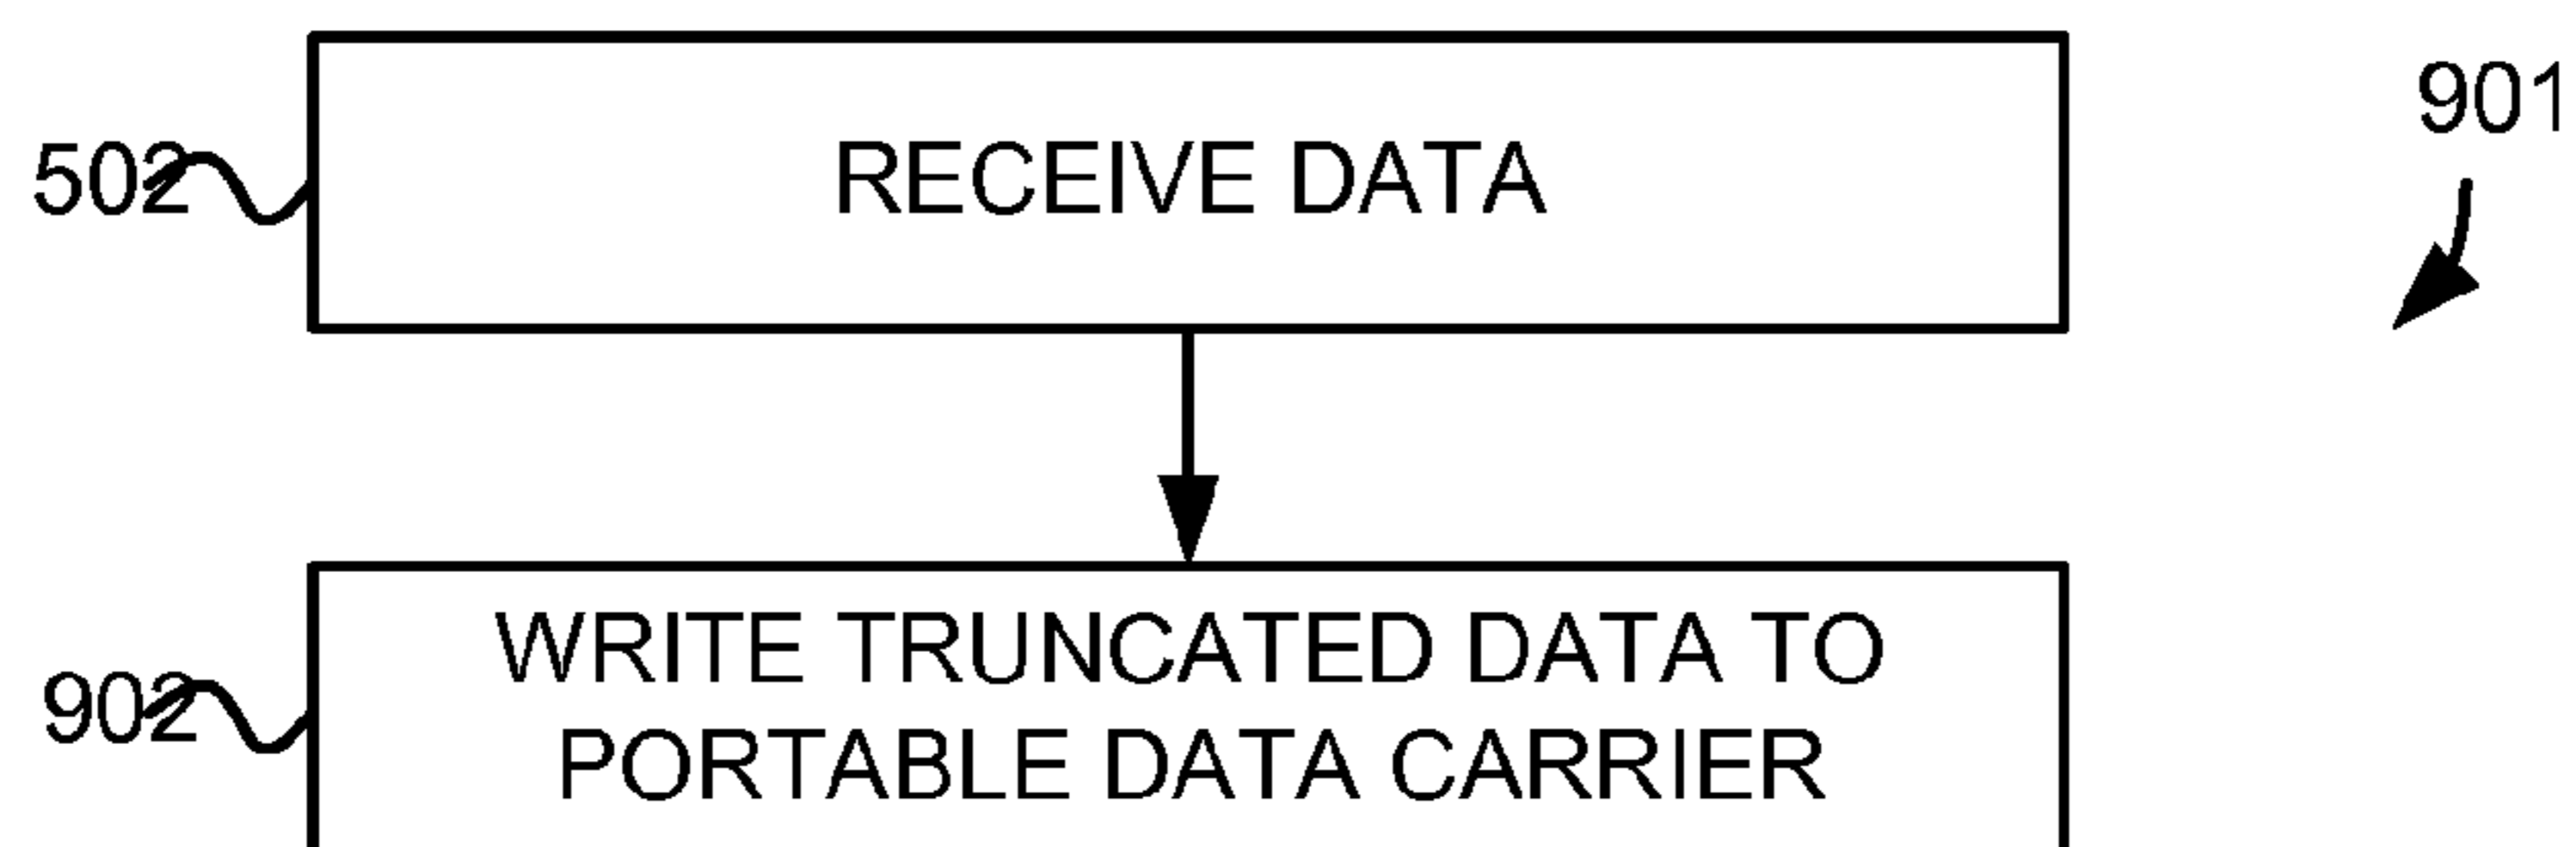 901
502 RECEIVE DATA
902 WRITE TRUNCATED DATA TO
PORTABLE DATA CARRIER